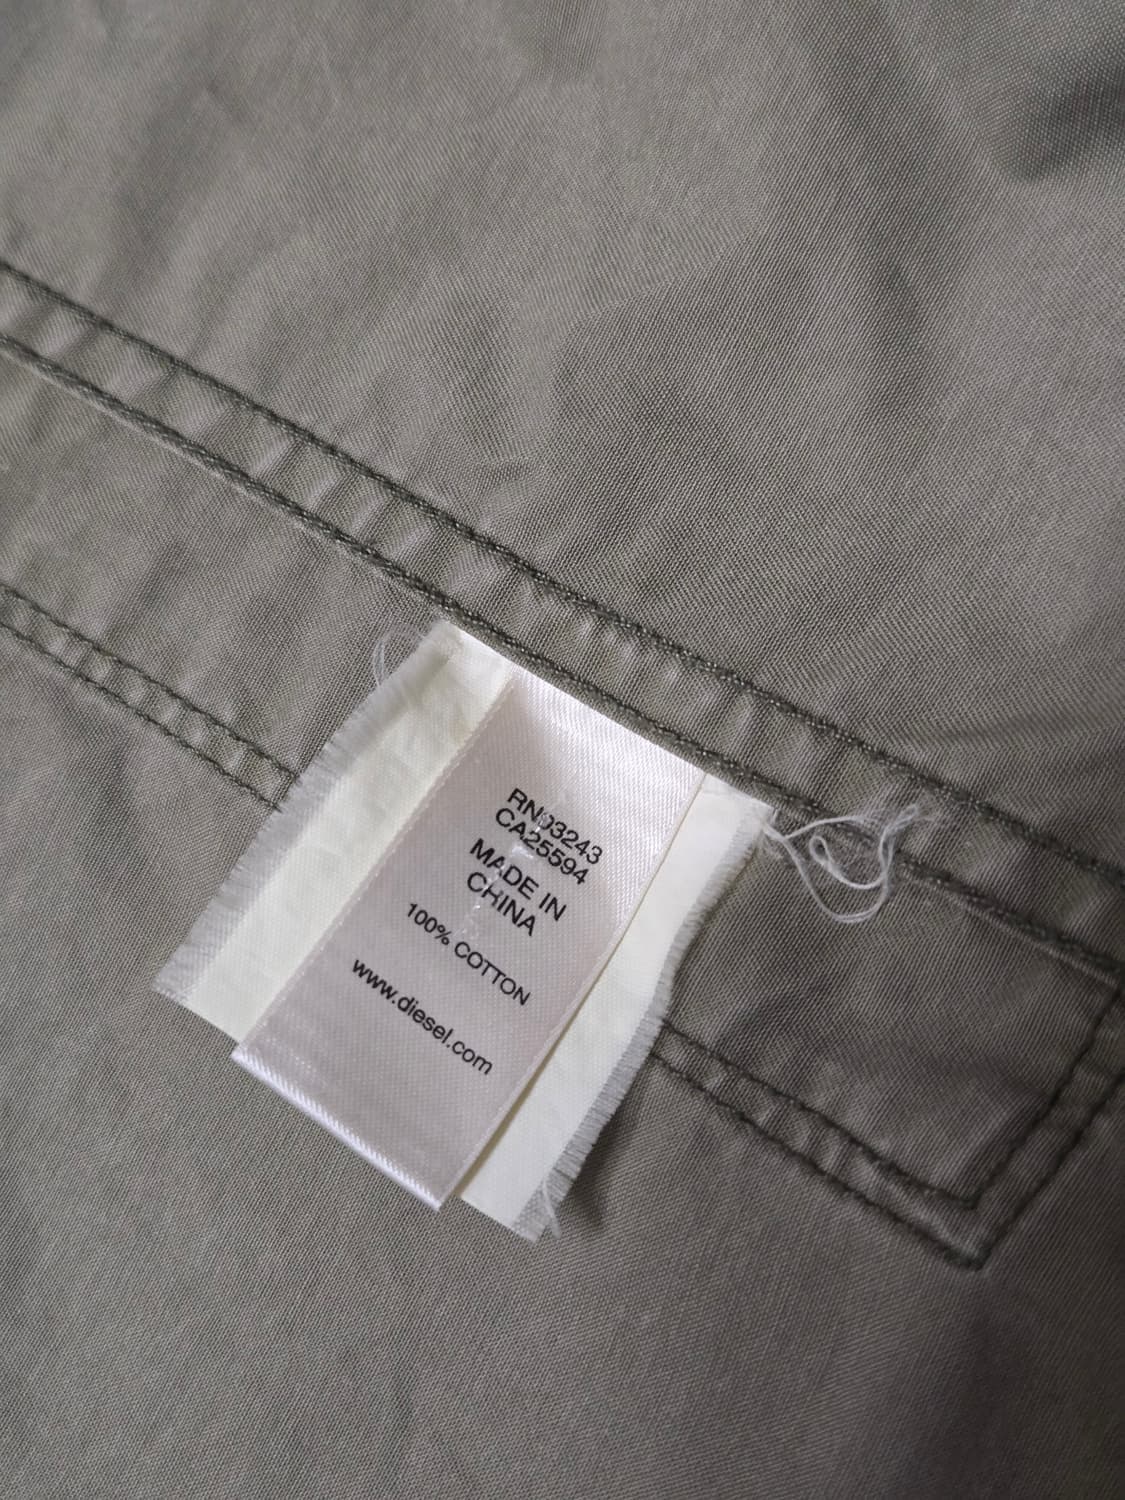 RN93243
CA25594
MADE IN
CHINA
100% COTTON
www.diesel.com